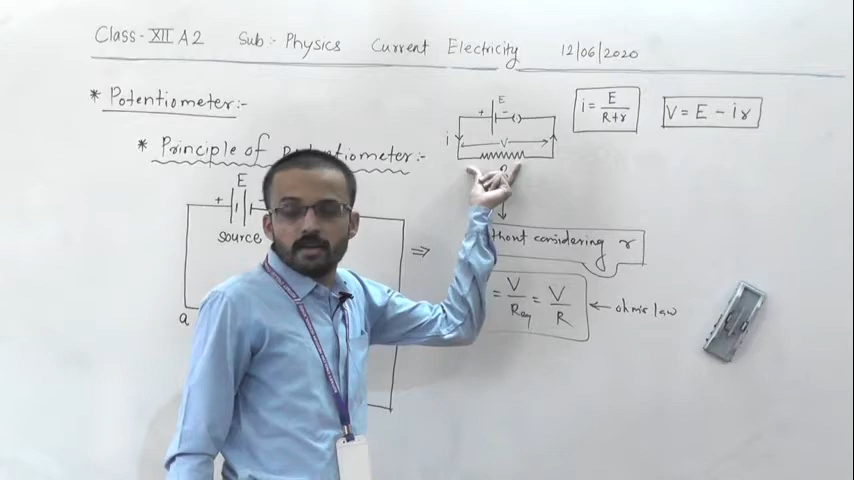 Class - XII A2 Sub:- Physics Current Electricity 12/06/2020
* Potentiometer:-
* Principle of tiometer:-
E
+ -
source
a
E
+ -
i
V
i = E/(R+r)
V = E - ir
⇒
thout considering r
= V/Req = V/R ← ohmic law